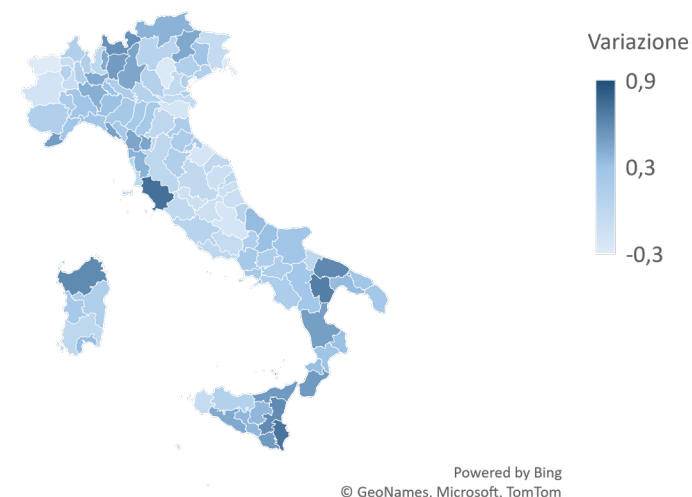 Variazione
0,9
0,3
-0,3
Powered by Bing
© GeoNames, Microsoft, TomTom